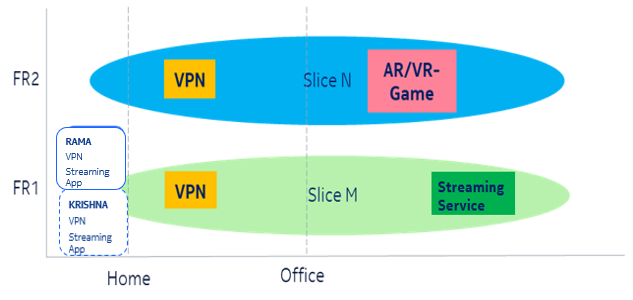 FR2
VPN
Slice N
AR/VR-
Game
RAMA
VPN
Streaming
App
FR1
VPN
Slice M
Streaming
Service
KRISHNA
VPN
Streaming
App
Home
Office